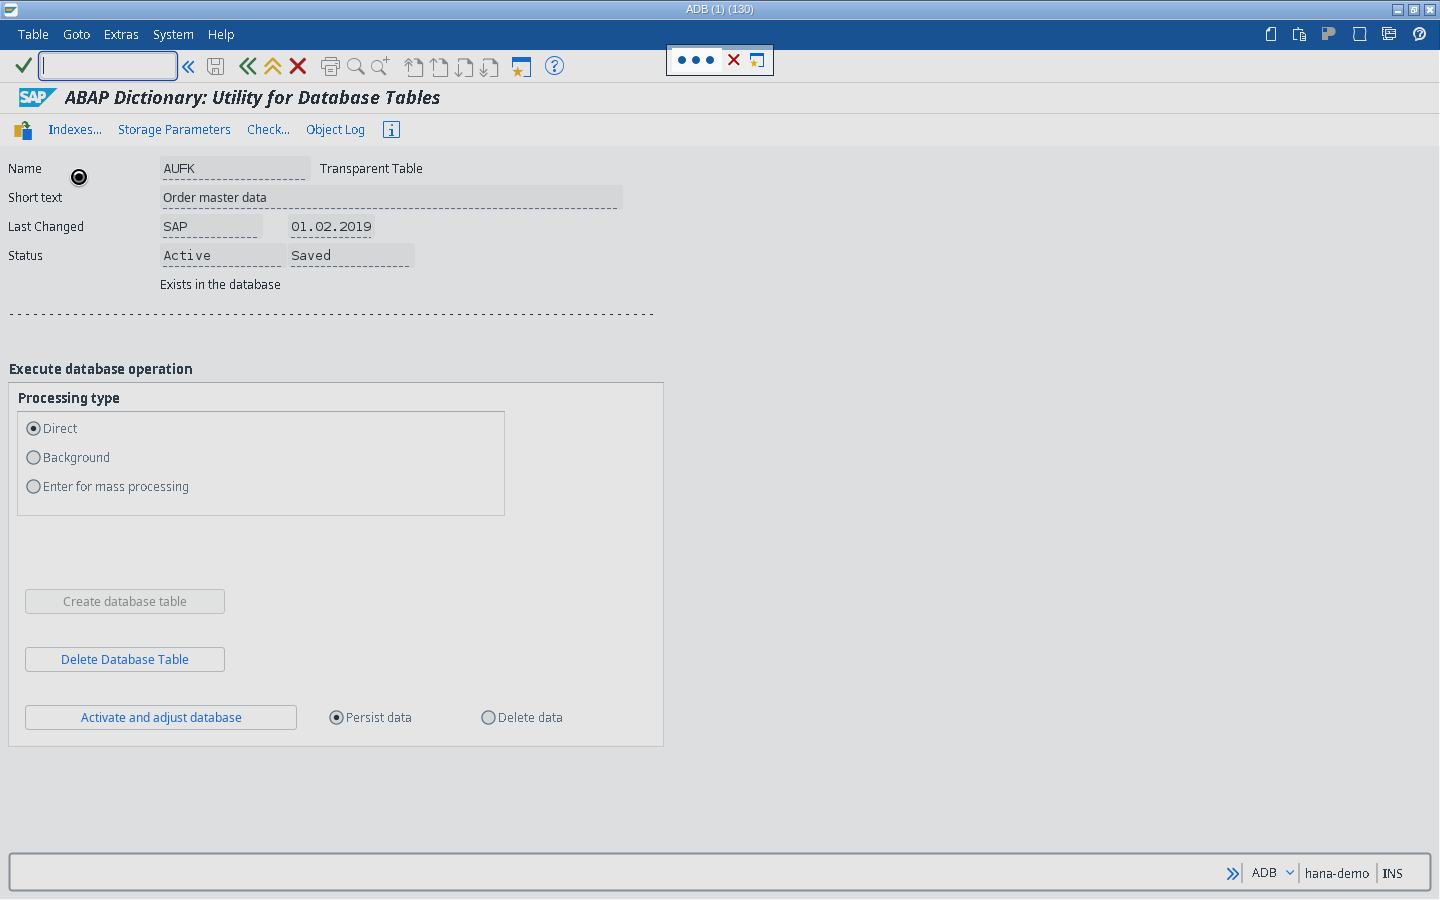 ADB (1) (130)
Table Goto Extras System Help
SAP ABAP Dictionary: Utility for Database Tables
Indexes... Storage Parameters Check... Object Log
Name AUFK Transparent Table
Short text Order master data
Last Changed SAP 01.02.2019
Status Active Saved
Exists in the database
Execute database operation
Processing type
Direct
Background
Enter for mass processing
Create database table
Delete Database Table
Activate and adjust database Persist data Delete data
ADB hana-demo INS